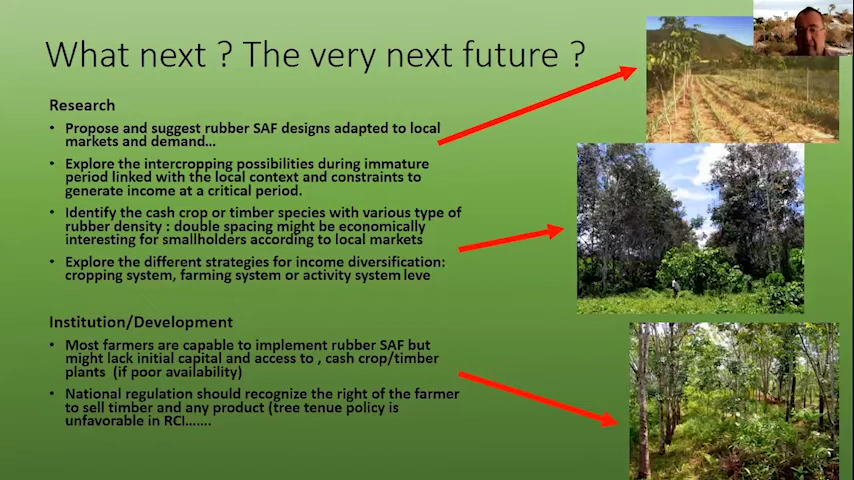 What next ? The very next future ?
Research
• Propose and suggest rubber SAF designs adapted to local
markets and demand…
• Explore the intercropping possibilities during immature
period linked with the local context and constraints to
generate income at a critical period.
• Identify the cash crop or timber species with various type of
rubber density : double spacing might be economically
interesting for smallholders according to local markets
• Explore the different strategies for income diversification:
cropping system, farming system or activity system leve
Institution/Development
• Most farmers are capable to implement rubber SAF but
might lack initial capital and access to , cash crop/timber
plants (if poor availability)
• National regulation should recognize the right of the farmer
to sell timber and any product (tree tenue policy is
unfavorable in RCI…….